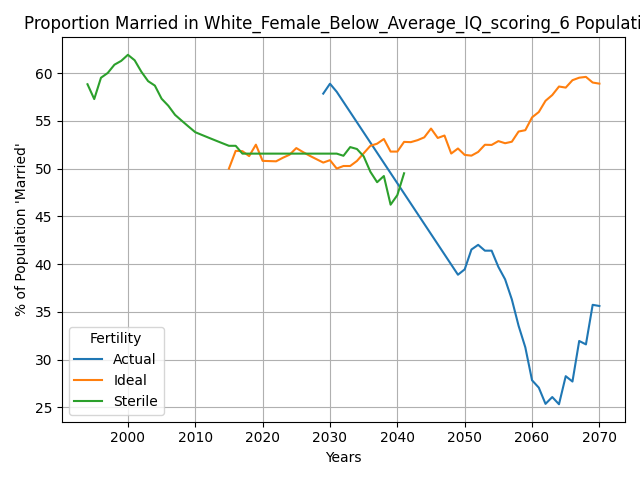 Proportion Married in White_Female_Below_Average_IQ_scoring_6 Populati
% of Population 'Married'
60
55
50
45
40
35
30
25
Fertility
Actual
Ideal
Sterile
2000 2010 2020 2030 2040 2050 2060 2070
Years